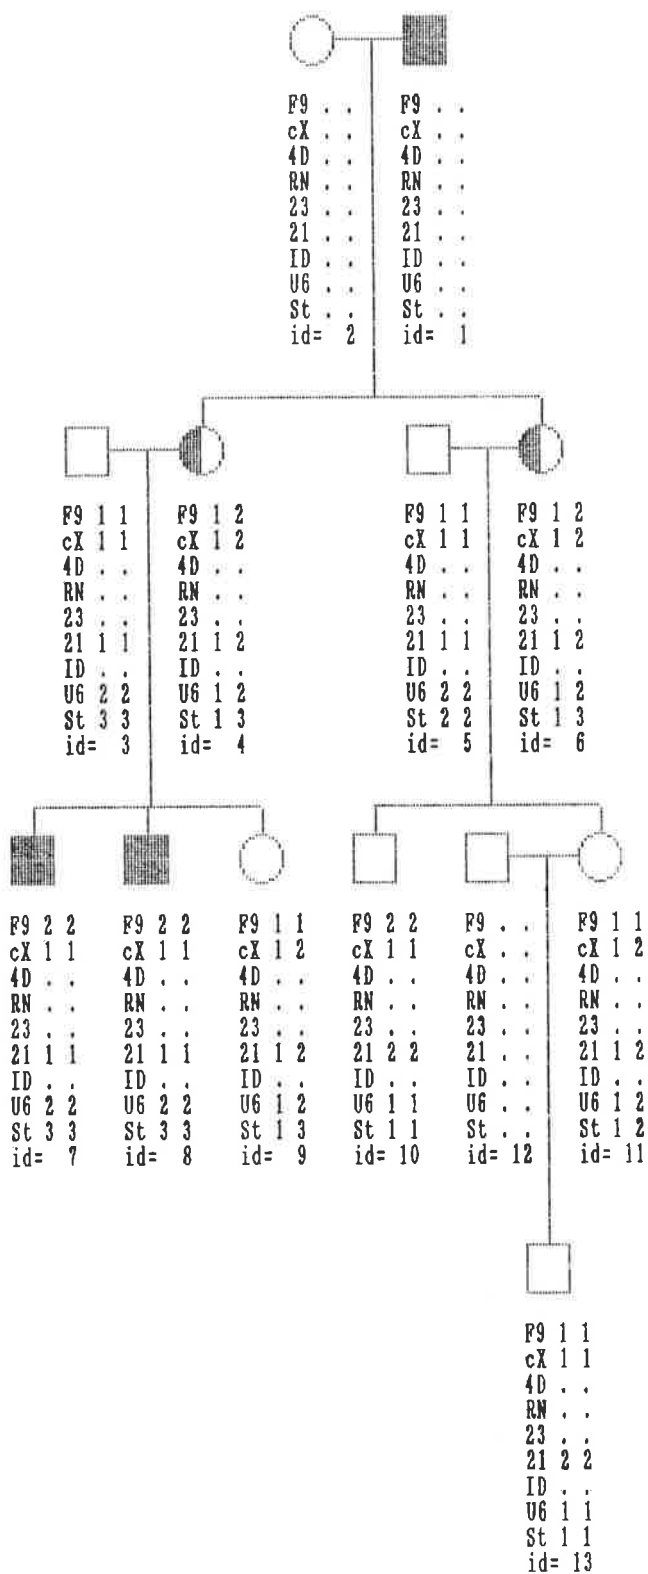 F9 . .
cX . .
4D . .
RN . .
23 . .
21 . .
ID . .
U6 . .
St . .
id= 2
F9 . .
cX . .
4D . .
RN . .
23 . .
21 . .
ID . .
U6 . .
St . .
id= 1
F9 1 1
cX 1 1
4D . .
RN . .
23 . .
21 1 1
ID . .
U6 2 2
St 3 3
id= 3
F9 1 2
cX 1 2
4D . .
RN . .
23 . .
21 1 2
ID . .
U6 1 2
St 1 3
id= 4
F9 1 1
cX 1 1
4D . .
RN . .
23 . .
21 1 1
ID . .
U6 2 2
St 2 2
id= 5
F9 1 2
cX 1 2
4D . .
RN . .
23 . .
21 1 2
ID . .
U6 1 2
St 1 3
id= 6
F9 2 2
cX 1 1
4D . .
RN . .
23 . .
21 1 1
ID . .
U6 2 2
St 3 3
id= 7
F9 2 2
cX 1 1
4D . .
RN . .
23 . .
21 1 1
ID . .
U6 2 2
St 3 3
id= 8
F9 1 1
cX 1 2
4D . .
RN . .
23 . .
21 1 2
ID . .
U6 1 2
St 1 3
id= 9
F9 2 2
cX 1 1
4D . .
RN . .
23 . .
21 2 2
ID . .
U6 1 1
St 1 1
id= 10
F9 . .
cX . .
4D . .
RN . .
23 . .
21 . .
ID . .
U6 . .
St . .
id= 12
F9 1 1
cX 1 2
4D . .
RN . .
23 . .
21 1 2
ID . .
U6 1 2
St 1 2
id= 11
F9 1 1
cX 1 1
4D . .
RN . .
23 . .
21 2 2
ID . .
U6 1 1
St 1 1
id= 13